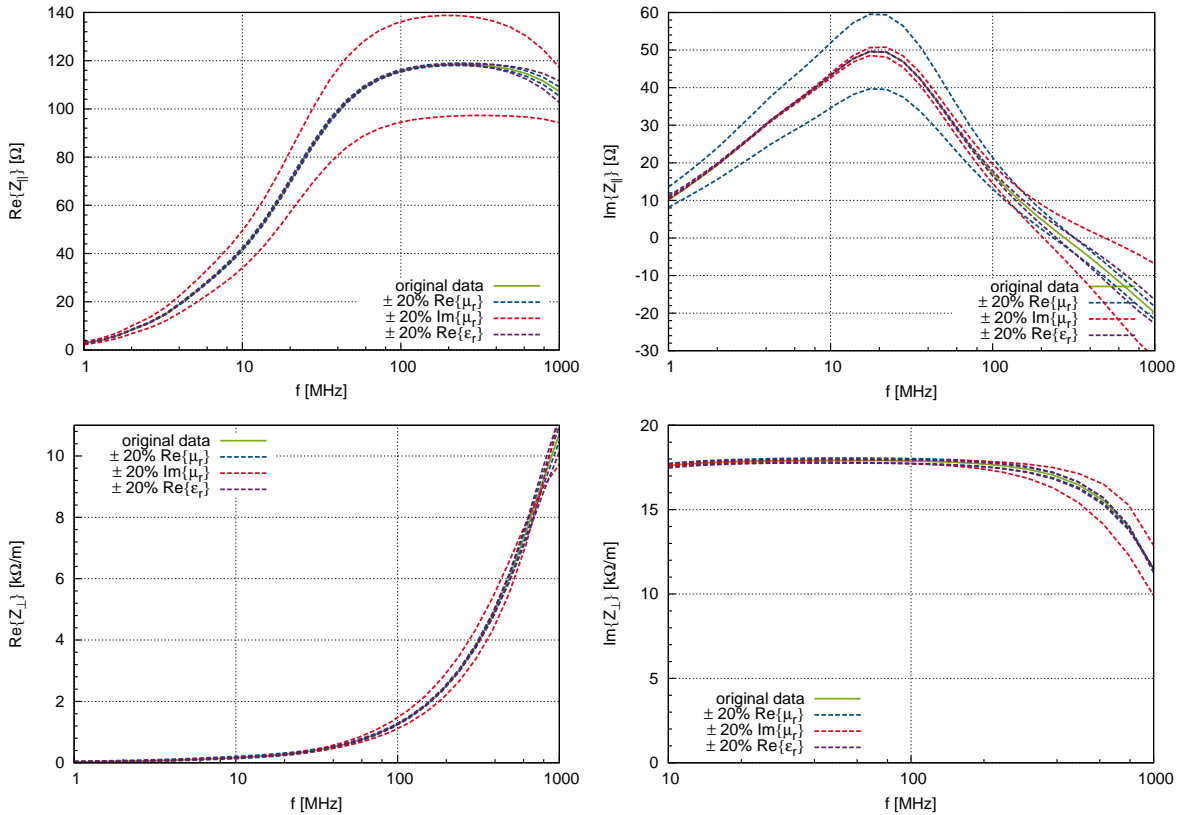 140
120
100
80
60
40
20
0
Re{Z∥} [Ω]
original data
± 20% Re{μr}
± 20% Im{μr}
± 20% Re{εr}
1 10 100 1000
f [MHz]
60
50
40
30
20
10
0
-10
-20
-30
Im{Z∥} [Ω]
original data
± 20% Re{μr}
± 20% Im{μr}
± 20% Re{εr}
1 10 100 1000
f [MHz]
10
8
6
4
2
0
Re{Z⊥} [kΩ/m]
original data
± 20% Re{μr}
± 20% Im{μr}
± 20% Re{εr}
1 10 100 1000
f [MHz]
20
15
10
5
0
Im{Z⊥} [kΩ/m]
original data
± 20% Re{μr}
± 20% Im{μr}
± 20% Re{εr}
10 100 1000
f [MHz]